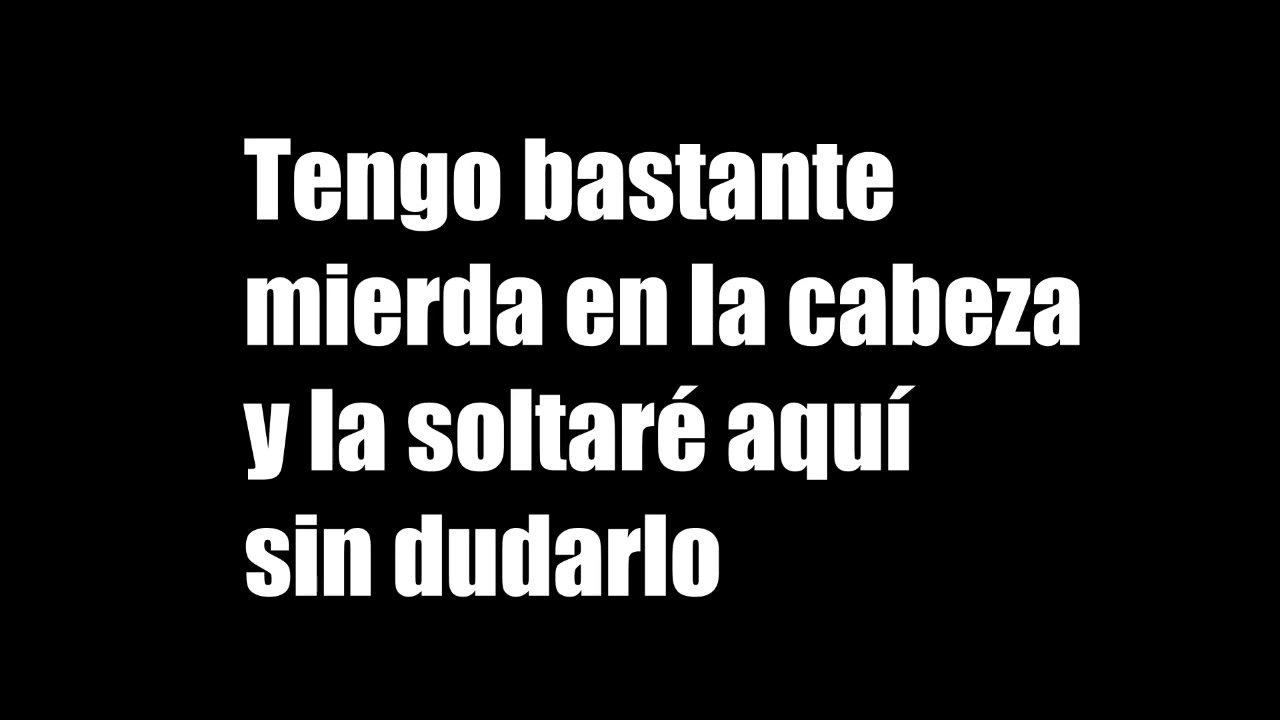 Tengo bastante
mierda en la cabeza
y la soltaré aquí
sin dudarlo